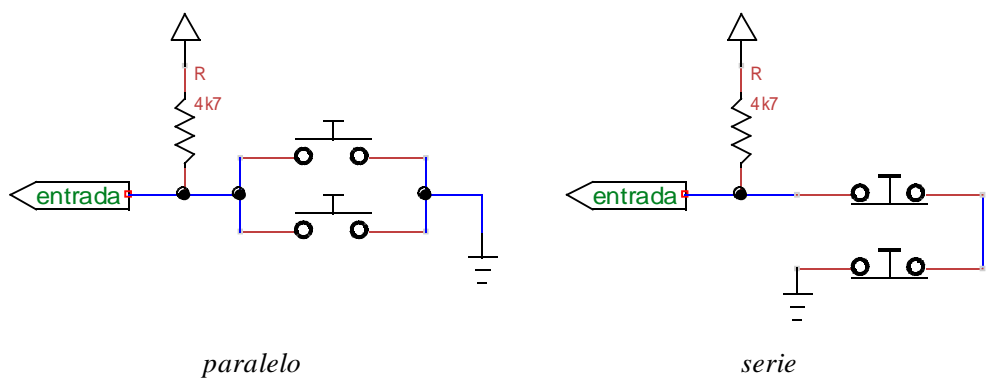 R
4k7
entrada
paralelo
R
4k7
entrada
serie